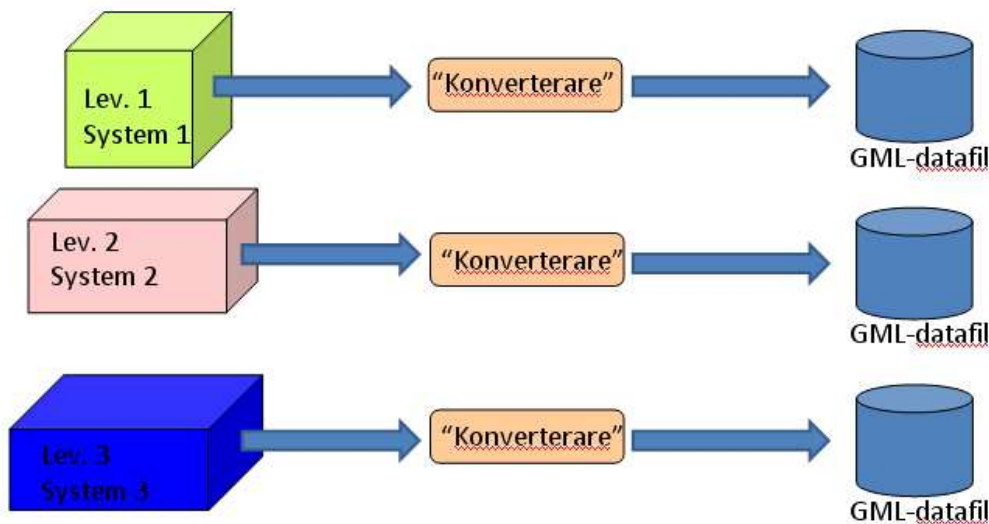 Lev. 1
System 1
“Konverterare”
GML-datafil
Lev. 2
System 2
“Konverterare”
GML-datafil
Lev. 3
System 3
“Konverterare”
GML-datafil